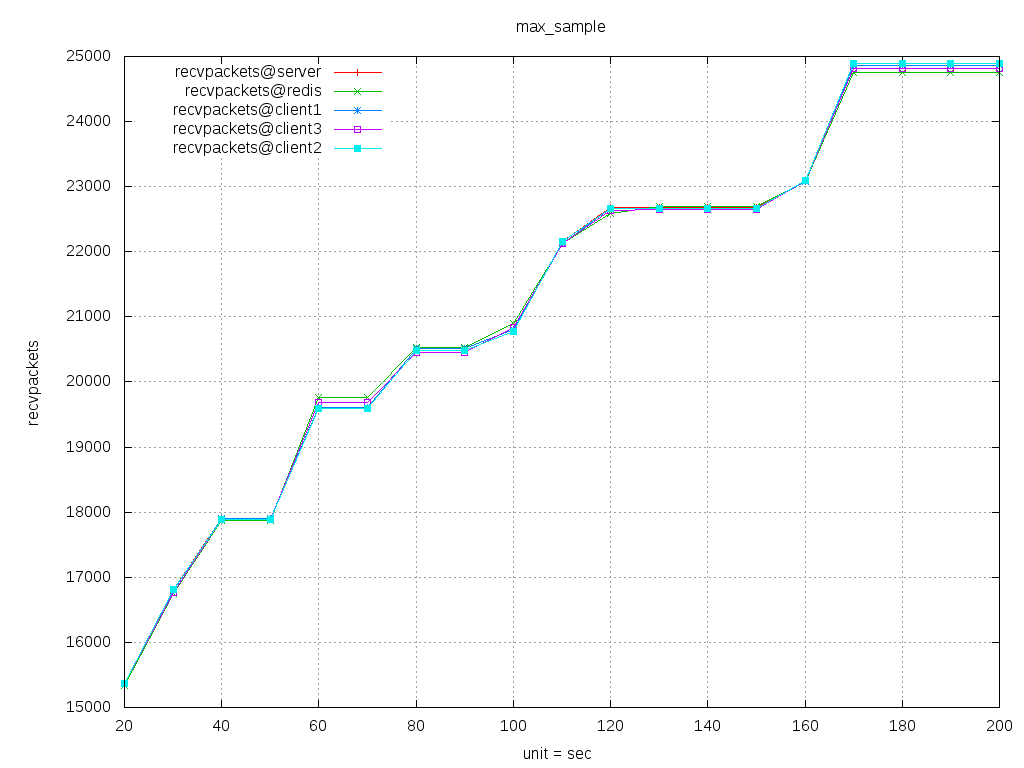 max_sample
25000
24000
23000
22000
21000
20000
19000
18000
17000
16000
15000
recvpackets
recvpackets@server
recvpackets@redis
recvpackets@client1
recvpackets@client3
recvpackets@client2
20 40 60 80 100 120 140 160 180 200
unit = sec